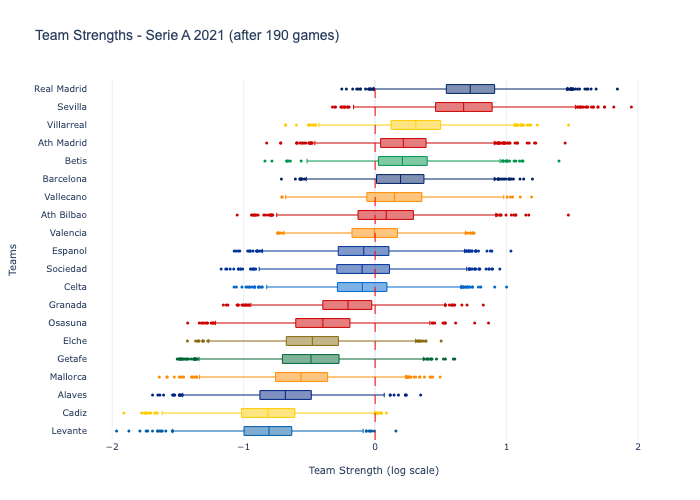 Team Strengths - Serie A 2021 (after 190 games)
Teams
Real Madrid
Sevilla
Villarreal
Ath Madrid
Betis
Barcelona
Vallecano
Ath Bilbao
Valencia
Espanol
Sociedad
Celta
Granada
Osasuna
Elche
Getafe
Mallorca
Alaves
Cadiz
Levante
−2 −1 0 1 2
Team Strength (log scale)